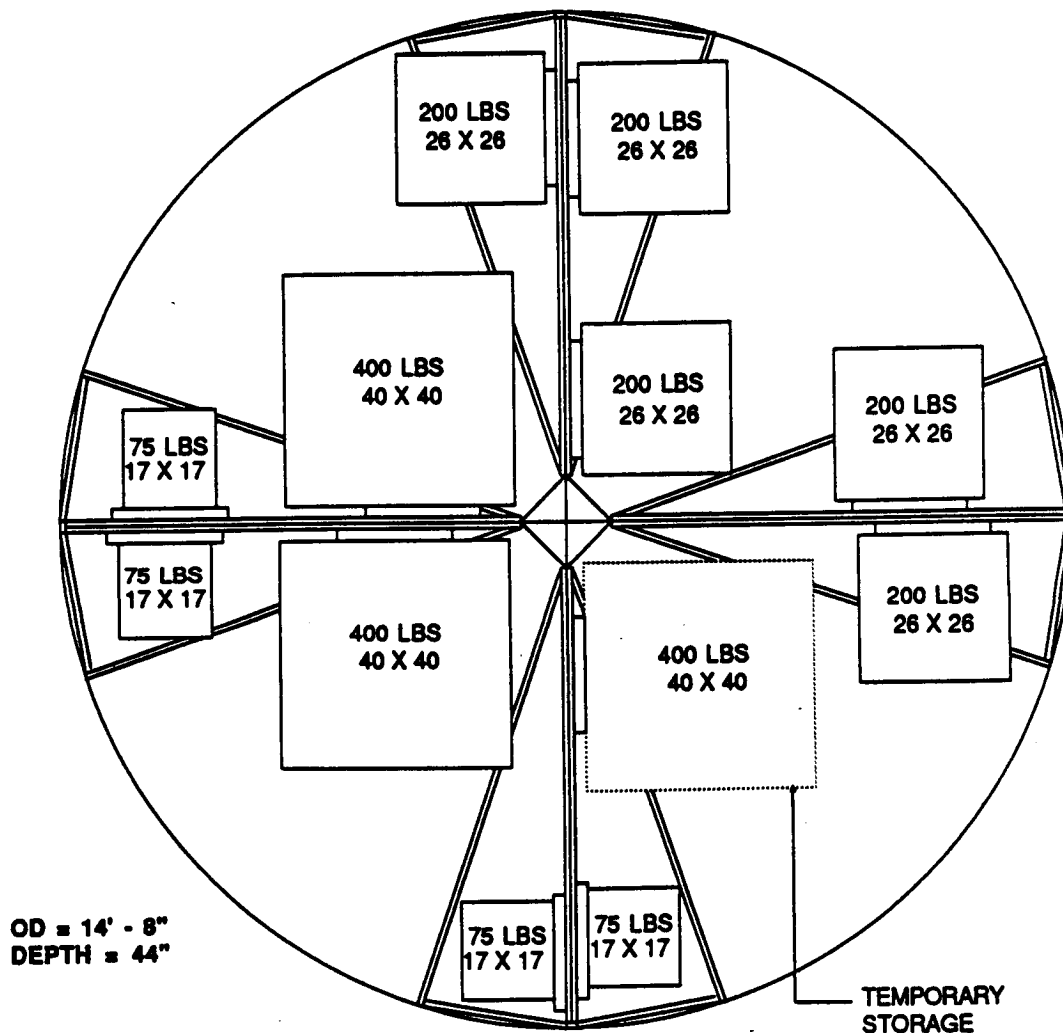 200 LBS
26 X 26
200 LBS
26 X 26
400 LBS
40 X 40
200 LBS
26 X 26
200 LBS
26 X 26
75 LBS
17 X 17
75 LBS
17 X 17
200 LBS
26 X 26
400 LBS
40 X 40
400 LBS
40 X 40
75 LBS
17 X 17
75 LBS
17 X 17
OD = 14' - 8"
DEPTH = 44"
TEMPORARY
STORAGE